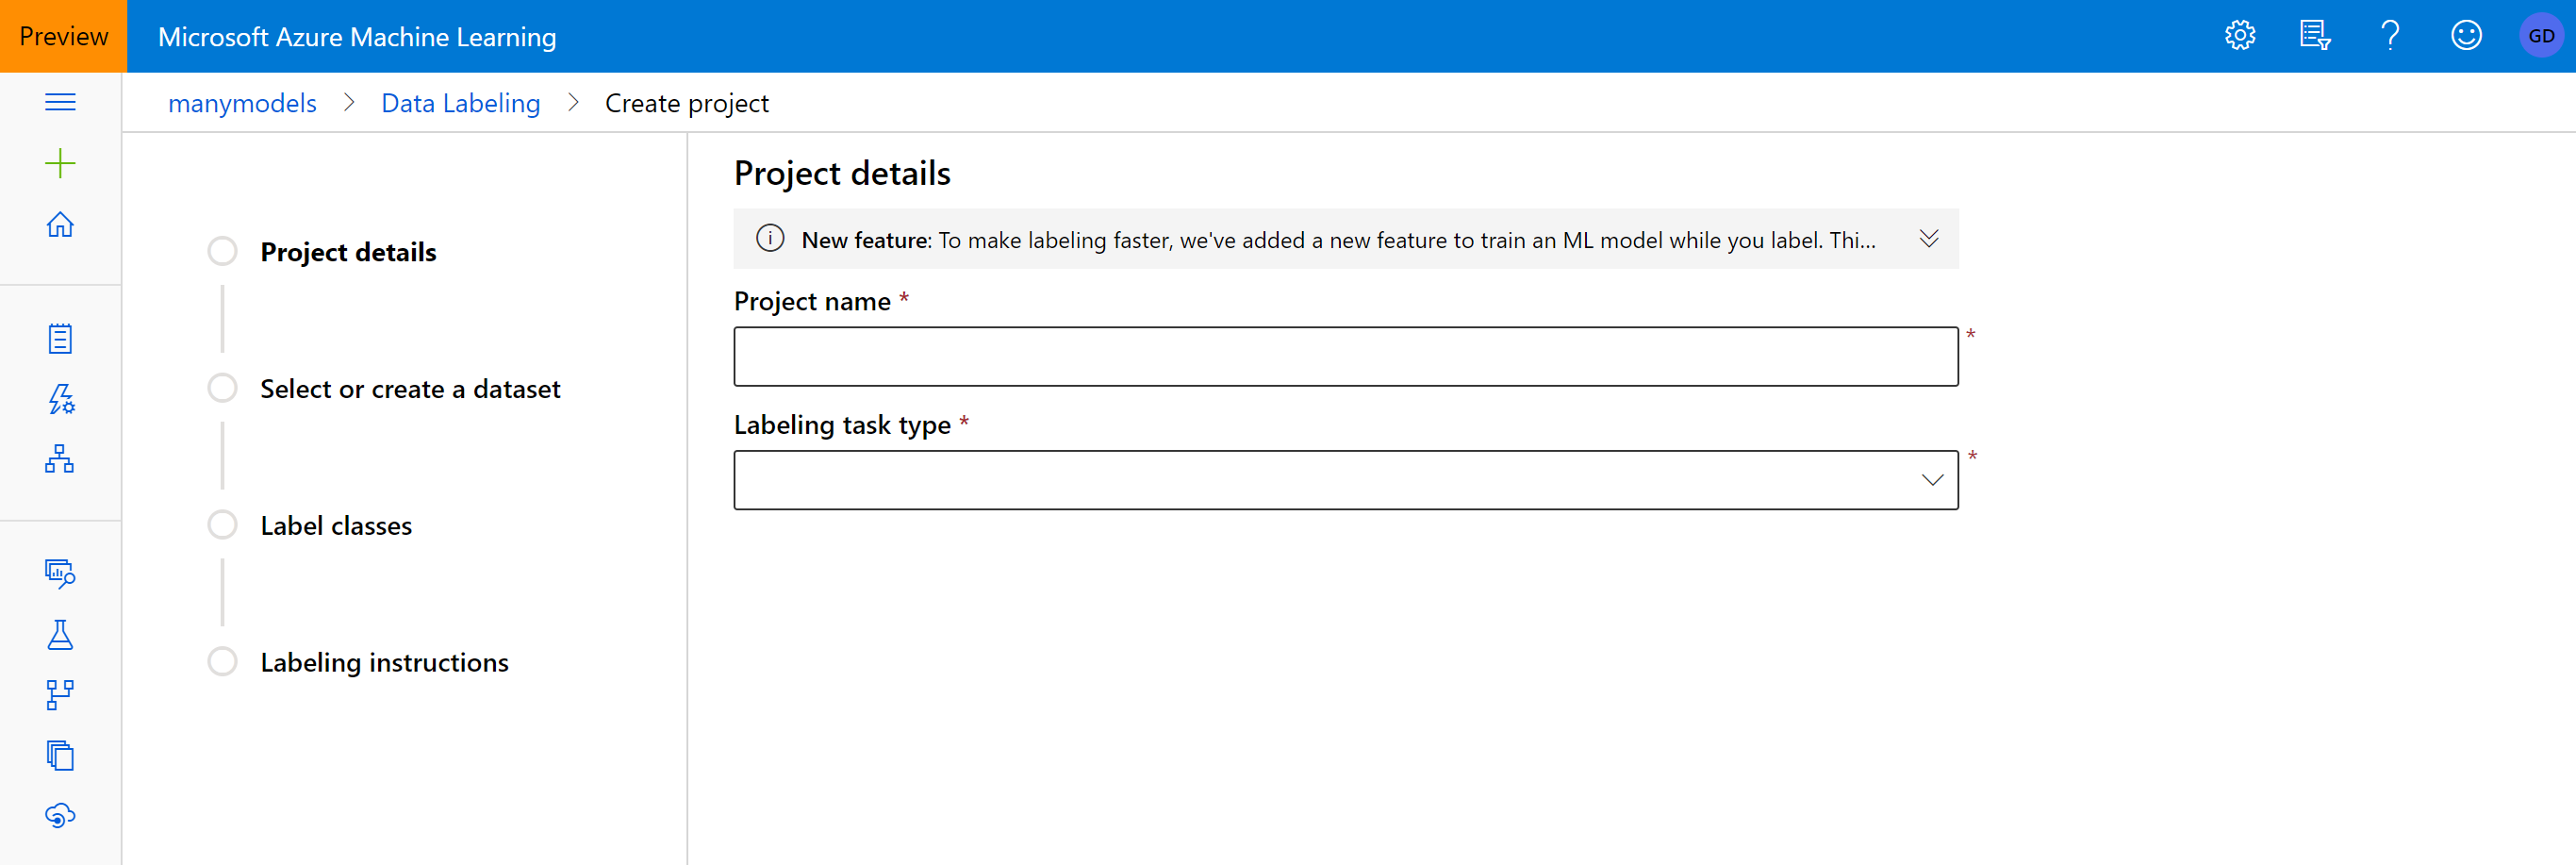 Preview
Microsoft Azure Machine Learning
GD
manymodels > Data Labeling > Create project
Project details
Select or create a dataset
Label classes
Labeling instructions
Project details
New feature: To make labeling faster, we've added a new feature to train an ML model while you label. Thi...
Project name *
*
Labeling task type *
*